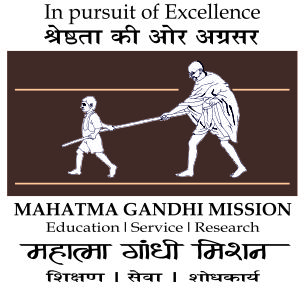 In pursuit of Excellence
श्रेष्ठता की ओर अग्रसर
MAHATMA GANDHI MISSION
Education | Service | Research
महात्मा गांधी मिशन
शिक्षण । सेवा । शोधकार्य